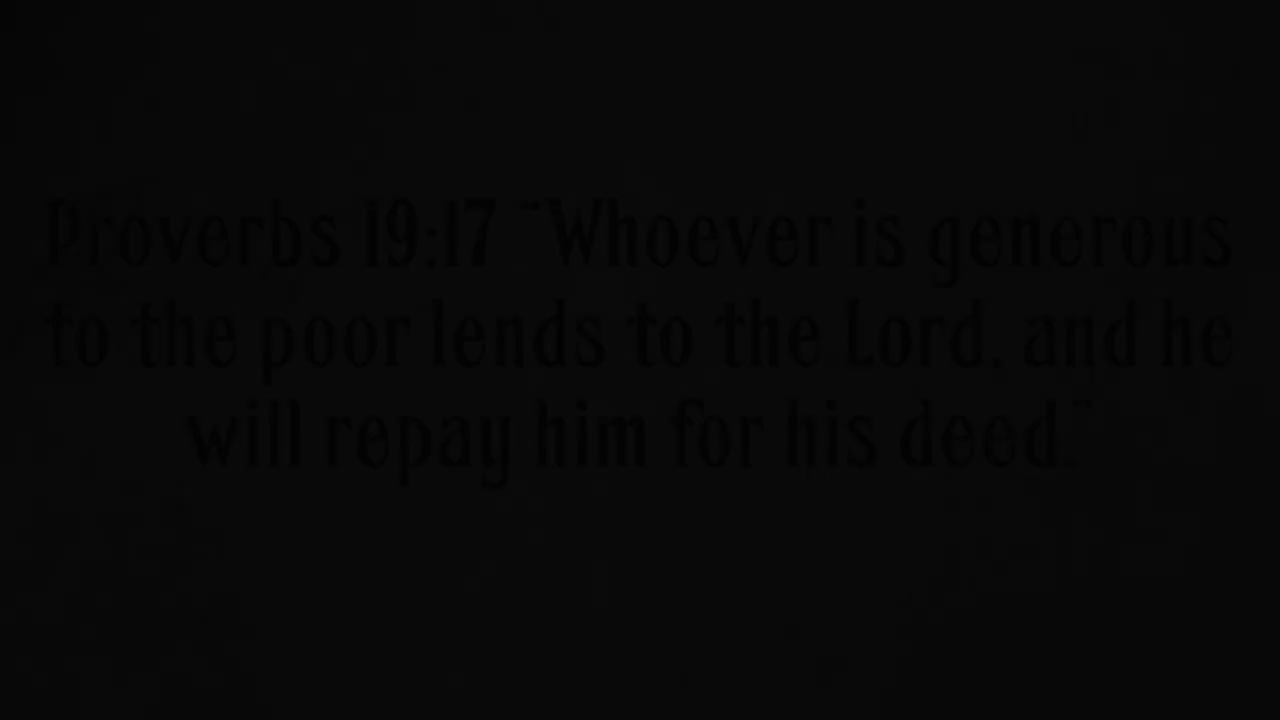 Proverbs 19:17 "Whoever is generous
to the poor lends to the Lord, and he
will repay him for his deed."